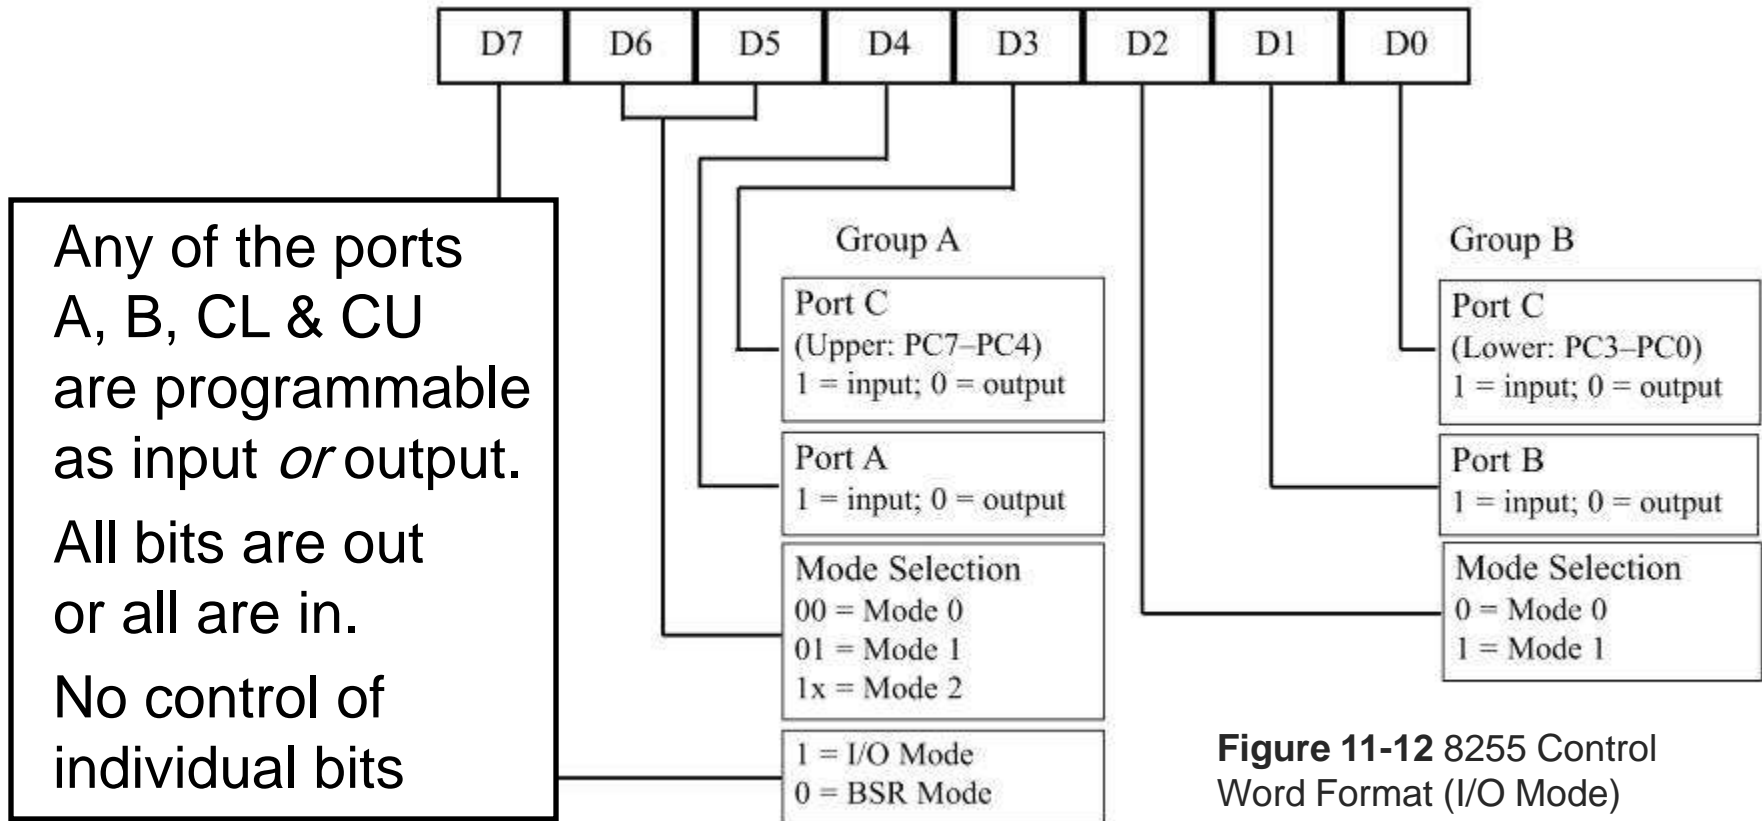 D7 D6 D5 D4 D3 D2 D1 D0
Any of the ports
A, B, CL & CU
are programmable
as input or output.
All bits are out
or all are in.
No control of
individual bits
Group A
Port C
(Upper: PC7–PC4)
1 = input; 0 = output
Port A
1 = input; 0 = output
Mode Selection
00 = Mode 0
01 = Mode 1
1x = Mode 2
1 = I/O Mode
0 = BSR Mode
Group B
Port C
(Lower: PC3–PC0)
1 = input; 0 = output
Port B
1 = input; 0 = output
Mode Selection
0 = Mode 0
1 = Mode 1
Figure 11-12 8255 Control
Word Format (I/O Mode)